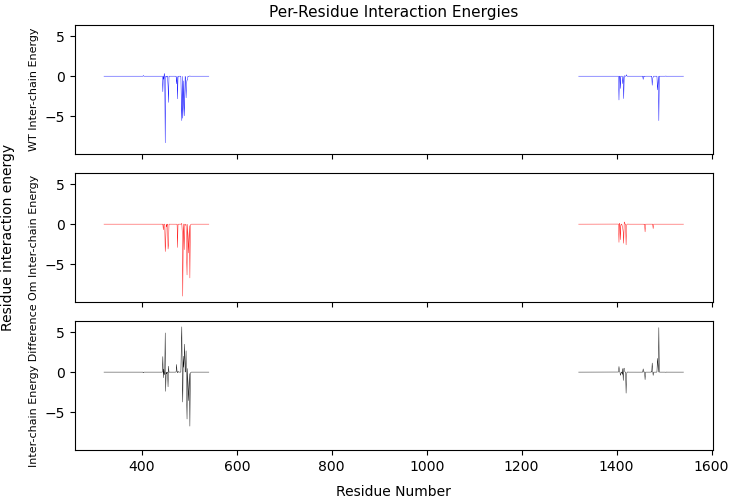 Per-Residue Interaction Energies
Residue interaction energy
WT Inter-chain Energy
5
0
−5
Om Inter-chain Energy
5
0
−5
Inter-chain Energy Difference
5
0
−5
400 600 800 1000 1200 1400 1600
Residue Number